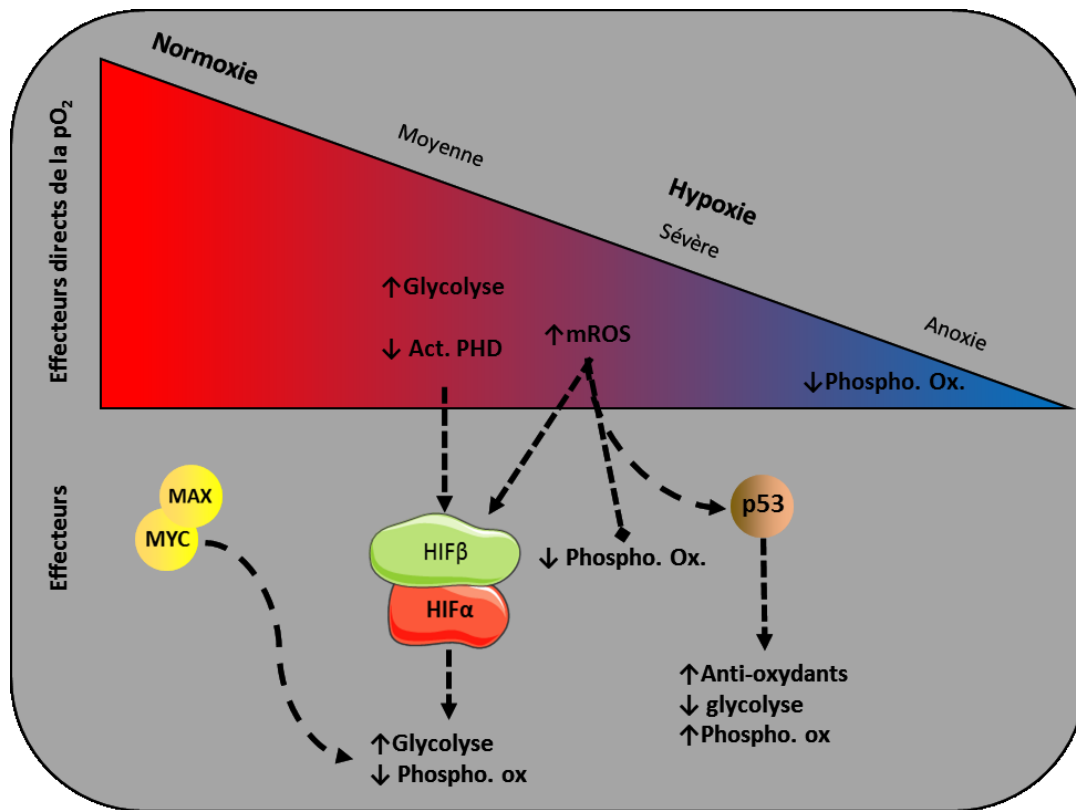 Normoxie
Moyenne
Hypoxie
Sévère
Anoxie
Effecteurs directs de la pO₂
↑Glycolyse
↓ Act. PHD
↑mROS
↓Phospho. Ox.
Effecteurs
MAX
MYC
HIFβ
HIFα
↓ Phospho. Ox.
p53
↑Anti-oxydants
↓ glycolyse
↑Phospho. ox
↑Glycolyse
↓ Phospho. ox